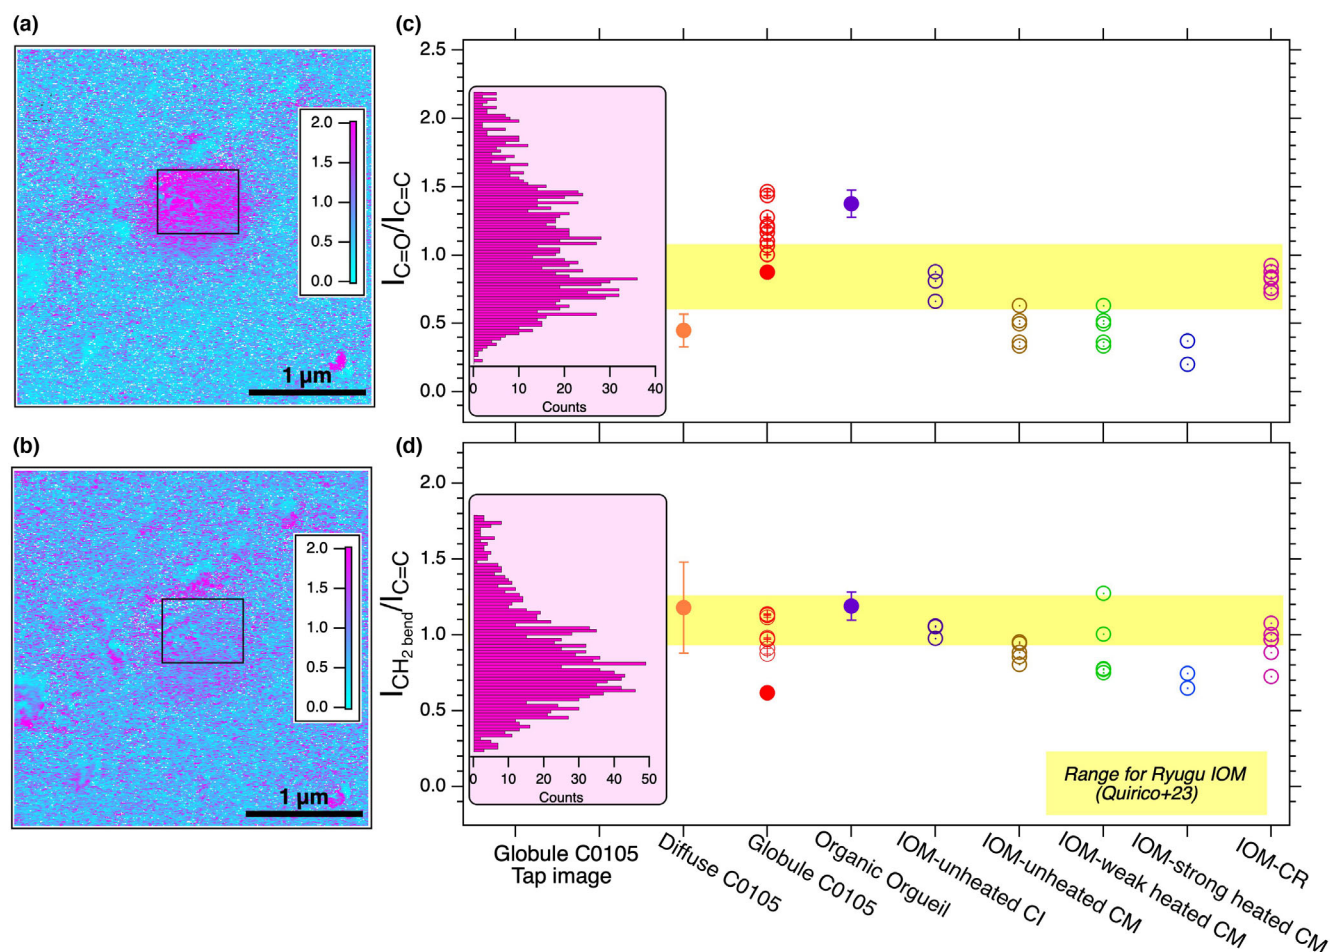 (a)
2.0
1.5
1.0
0.5
0.0
1 µm
(b)
2.0
1.5
1.0
0.5
0.0
1 µm
(c)
I C=O/I C=C
2.5
2.0
1.5
1.0
0.5
0.0
0 10 20 30 40
Counts
(d)
I CH2 bend/I C=C
2.0
1.5
1.0
0.5
0.0
0 10 20 30 40 50
Counts
Range for Ryugu IOM
(Quirico+23)
Globule C0105
Tap image
Diffuse C0105
Globule C0105
Organic Orgueil
IOM-unheated CI
IOM-unheated CM
IOM-weak heated CM
IOM-strong heated CM
IOM-CR